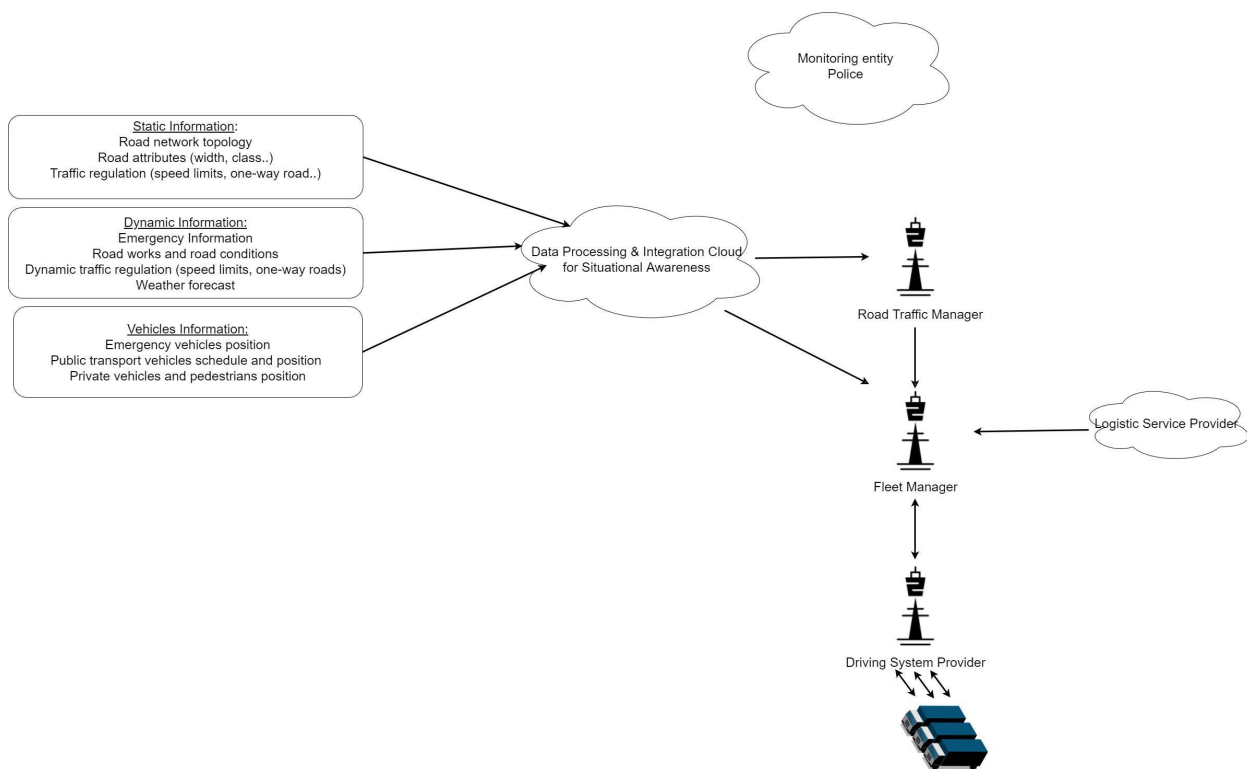 Monitoring entity
Police
Static Information:
Road network topology
Road attributes (width, class..)
Traffic regulation (speed limits, one-way road..)
Dynamic Information:
Emergency Information
Road works and road conditions
Dynamic traffic regulation (speed limits, one-way roads)
Weather forecast
Vehicles Information:
Emergency vehicles position
Public transport vehicles schedule and position
Private vehicles and pedestrians position
Data Processing & Integration Cloud
for Situational Awareness
Road Traffic Manager
Logistic Service Provider
Fleet Manager
Driving System Provider